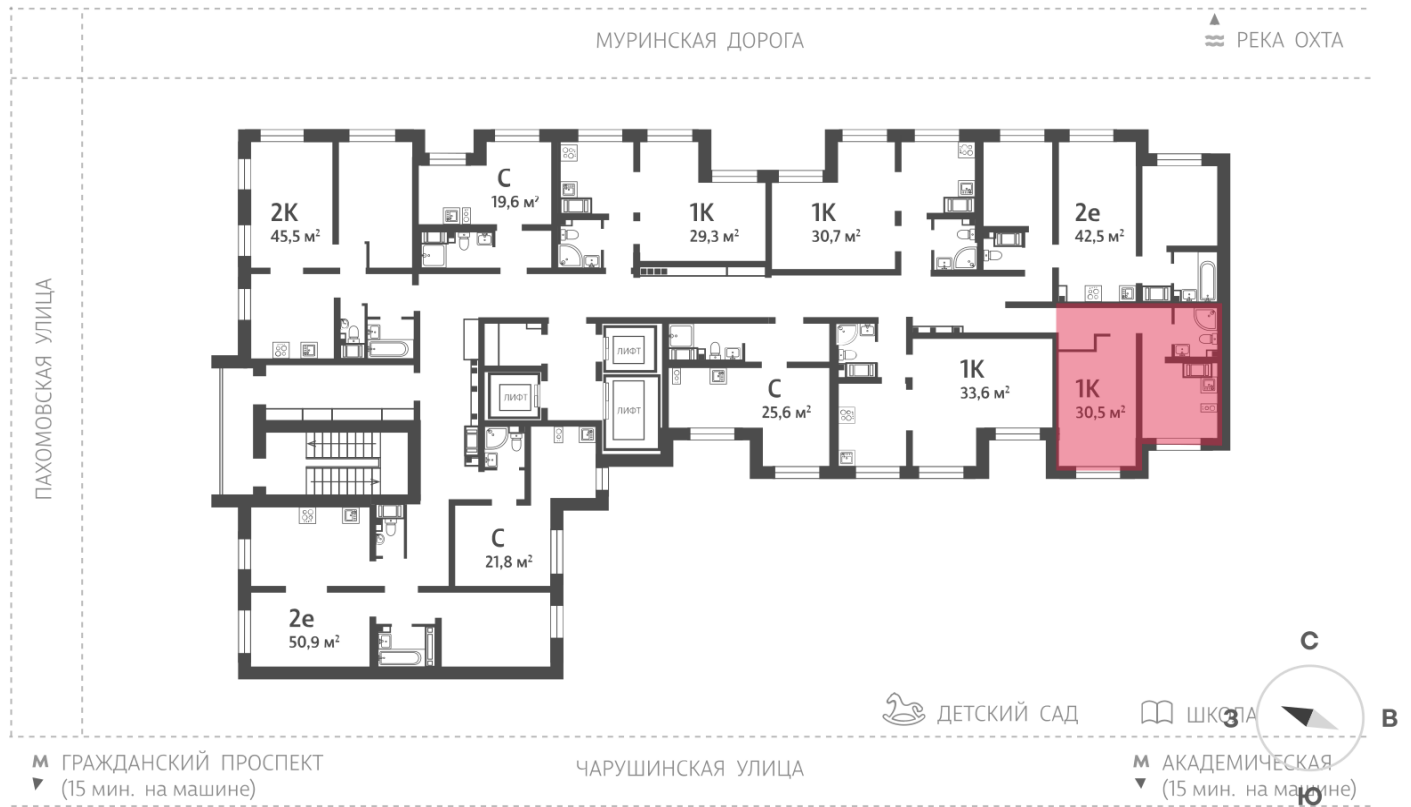 МУРИНСКАЯ ДОРОГА
РЕКА ОХТА
ПАХОМОВСКАЯ УЛИЦА
2К
45,5 м²
С
19,6 м²
1К
29,3 м²
1К
30,7 м²
2е
42,5 м²
ЛИФТ
ЛИФТ
ЛИФТ
С
25,6 м²
1К
33,6 м²
1К
30,5 м²
С
21,8 м²
2е
50,9 м²
С
З
В
Ю
ДЕТСКИЙ САД
ШКОЛА
М ГРАЖДАНСКИЙ ПРОСПЕКТ
(15 мин. на машине)
ЧАРУШИНСКАЯ УЛИЦА
М АКАДЕМИЧЕСКАЯ
(15 мин. на машине)